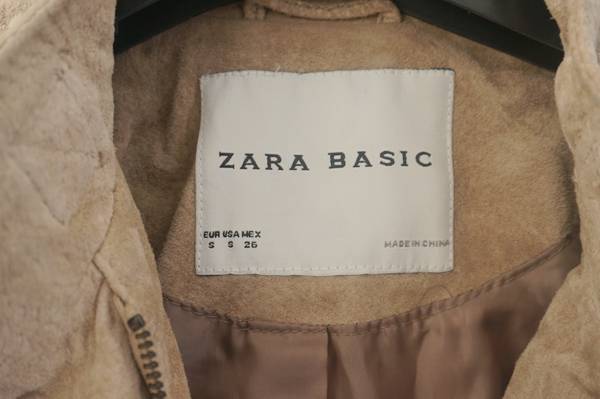 ZARA BASIC
EUR USA MEX
S S 26
MADE IN CHINA